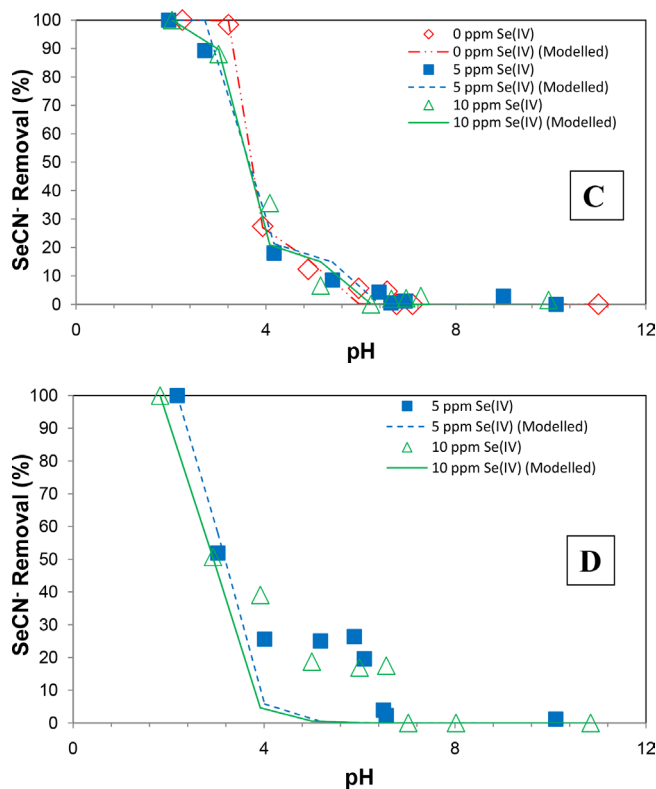 SeCN- Removal (%)
100
90
80
70
60
50
40
30
20
10
0
0 ppm Se(IV)
0 ppm Se(IV) (Modelled)
5 ppm Se(IV)
5 ppm Se(IV) (Modelled)
10 ppm Se(IV)
10 ppm Se(IV) (Modelled)
C
0 4 8 12
pH
SeCN- Removal (%)
100
90
80
70
60
50
40
30
20
10
0
5 ppm Se(IV)
5 ppm Se(IV) (Modelled)
10 ppm Se(IV)
10 ppm Se(IV) (Modelled)
D
0 4 8 12
pH